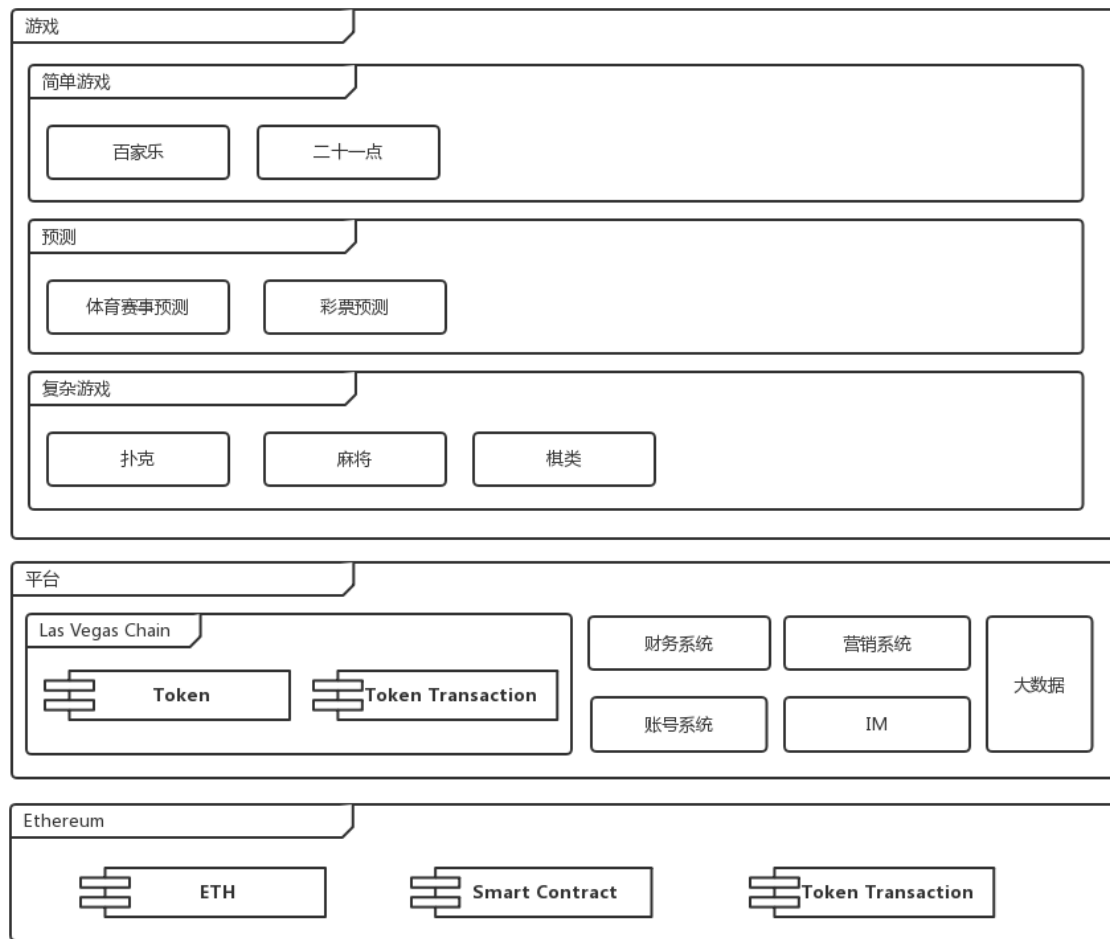 游戏
简单游戏
百家乐
二十一点
预测
体育赛事预测
彩票预测
复杂游戏
扑克
麻将
棋类
平台
Las Vegas Chain
Token
Token Transaction
财务系统
营销系统
账号系统
IM
大数据
Ethereum
ETH
Smart Contract
Token Transaction